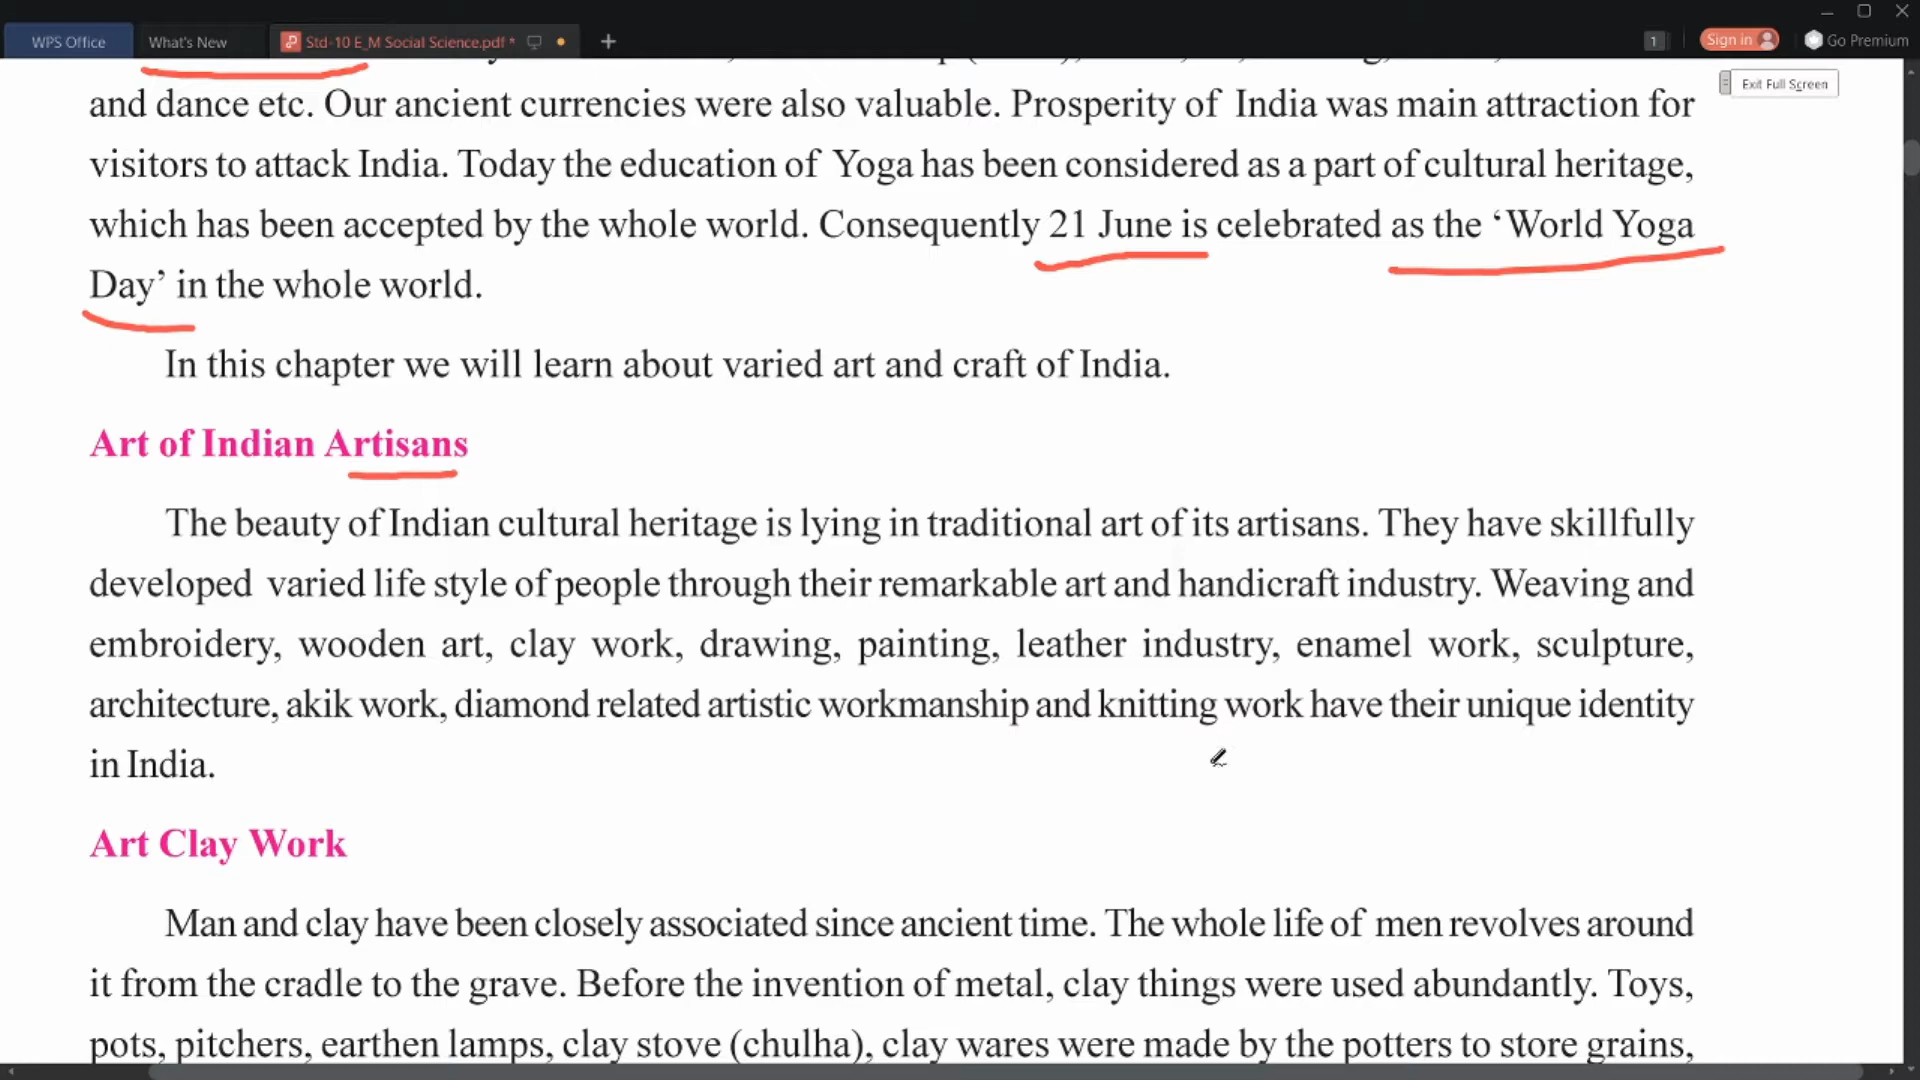 WPS Office What's New Std-10 E_M Social Science.pdf * + 1 Sign in Go Premium
Exit Full Screen
and dance etc. Our ancient currencies were also valuable. Prosperity of India was main attraction for
visitors to attack India. Today the education of Yoga has been considered as a part of cultural heritage,
which has been accepted by the whole world. Consequently 21 June is celebrated as the ‘World Yoga
Day’ in the whole world.
In this chapter we will learn about varied art and craft of India.
Art of Indian Artisans
The beauty of Indian cultural heritage is lying in traditional art of its artisans. They have skillfully
developed varied life style of people through their remarkable art and handicraft industry. Weaving and
embroidery, wooden art, clay work, drawing, painting, leather industry, enamel work, sculpture,
architecture, akik work, diamond related artistic workmanship and knitting work have their unique identity
in India.
Art Clay Work
Man and clay have been closely associated since ancient time. The whole life of men revolves around
it from the cradle to the grave. Before the invention of metal, clay things were used abundantly. Toys,
pots, pitchers, earthen lamps, clay stove (chulha), clay wares were made by the potters to store grains,